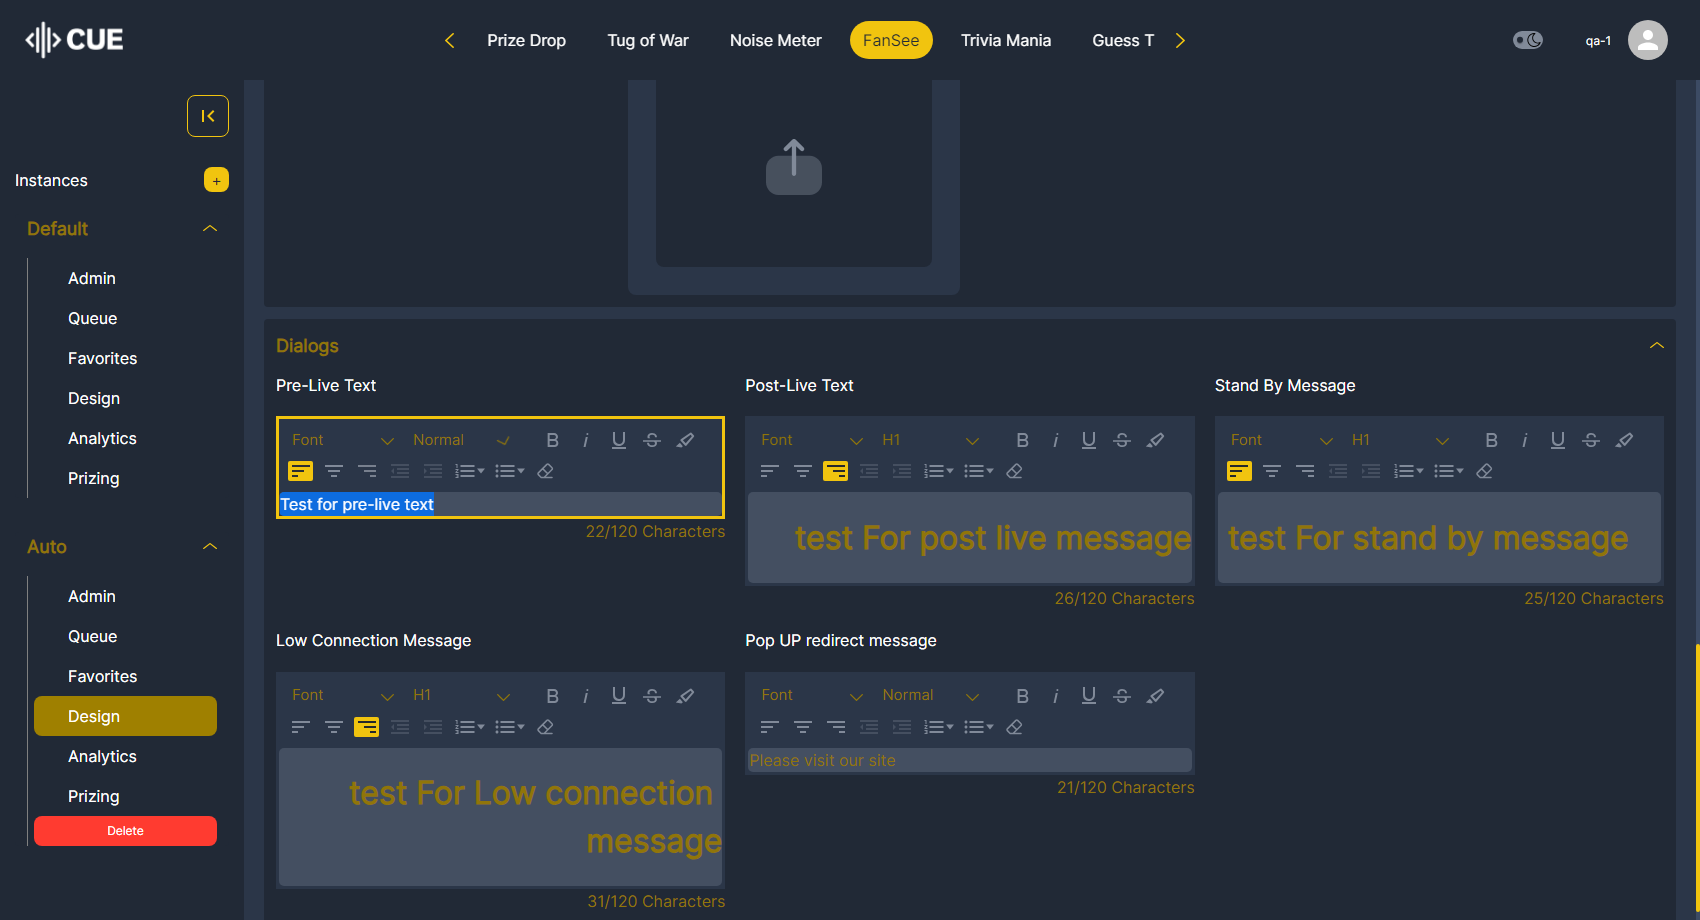 CUE
Prize Drop
Tug of War
Noise Meter
FanSee
Trivia Mania
Guess T
qa-1
Instances
+
Default
Admin
Queue
Favorites
Design
Analytics
Prizing
Auto
Admin
Queue
Favorites
Design
Analytics
Prizing
Delete
Dialogs
Pre-Live Text
Font Normal B i U S
Test for pre-live text
22/120 Characters
Post-Live Text
Font H1 B i U S
test For post live message
26/120 Characters
Stand By Message
Font H1 B i U S
test For stand by message
25/120 Characters
Low Connection Message
Font H1 B i U S
test For Low connection
message
31/120 Characters
Pop UP redirect message
Font Normal B i U S
Please visit our site
21/120 Characters